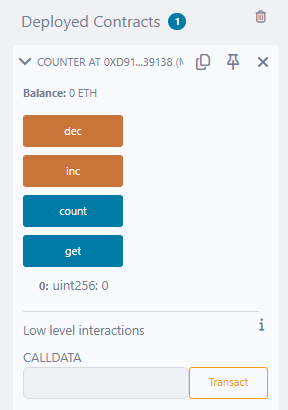 Deployed Contracts 1
COUNTER AT 0XD91...39138 (M
Balance: 0 ETH
dec
inc
count
get
0: uint256: 0
Low level interactions
i
CALLDATA
Transact